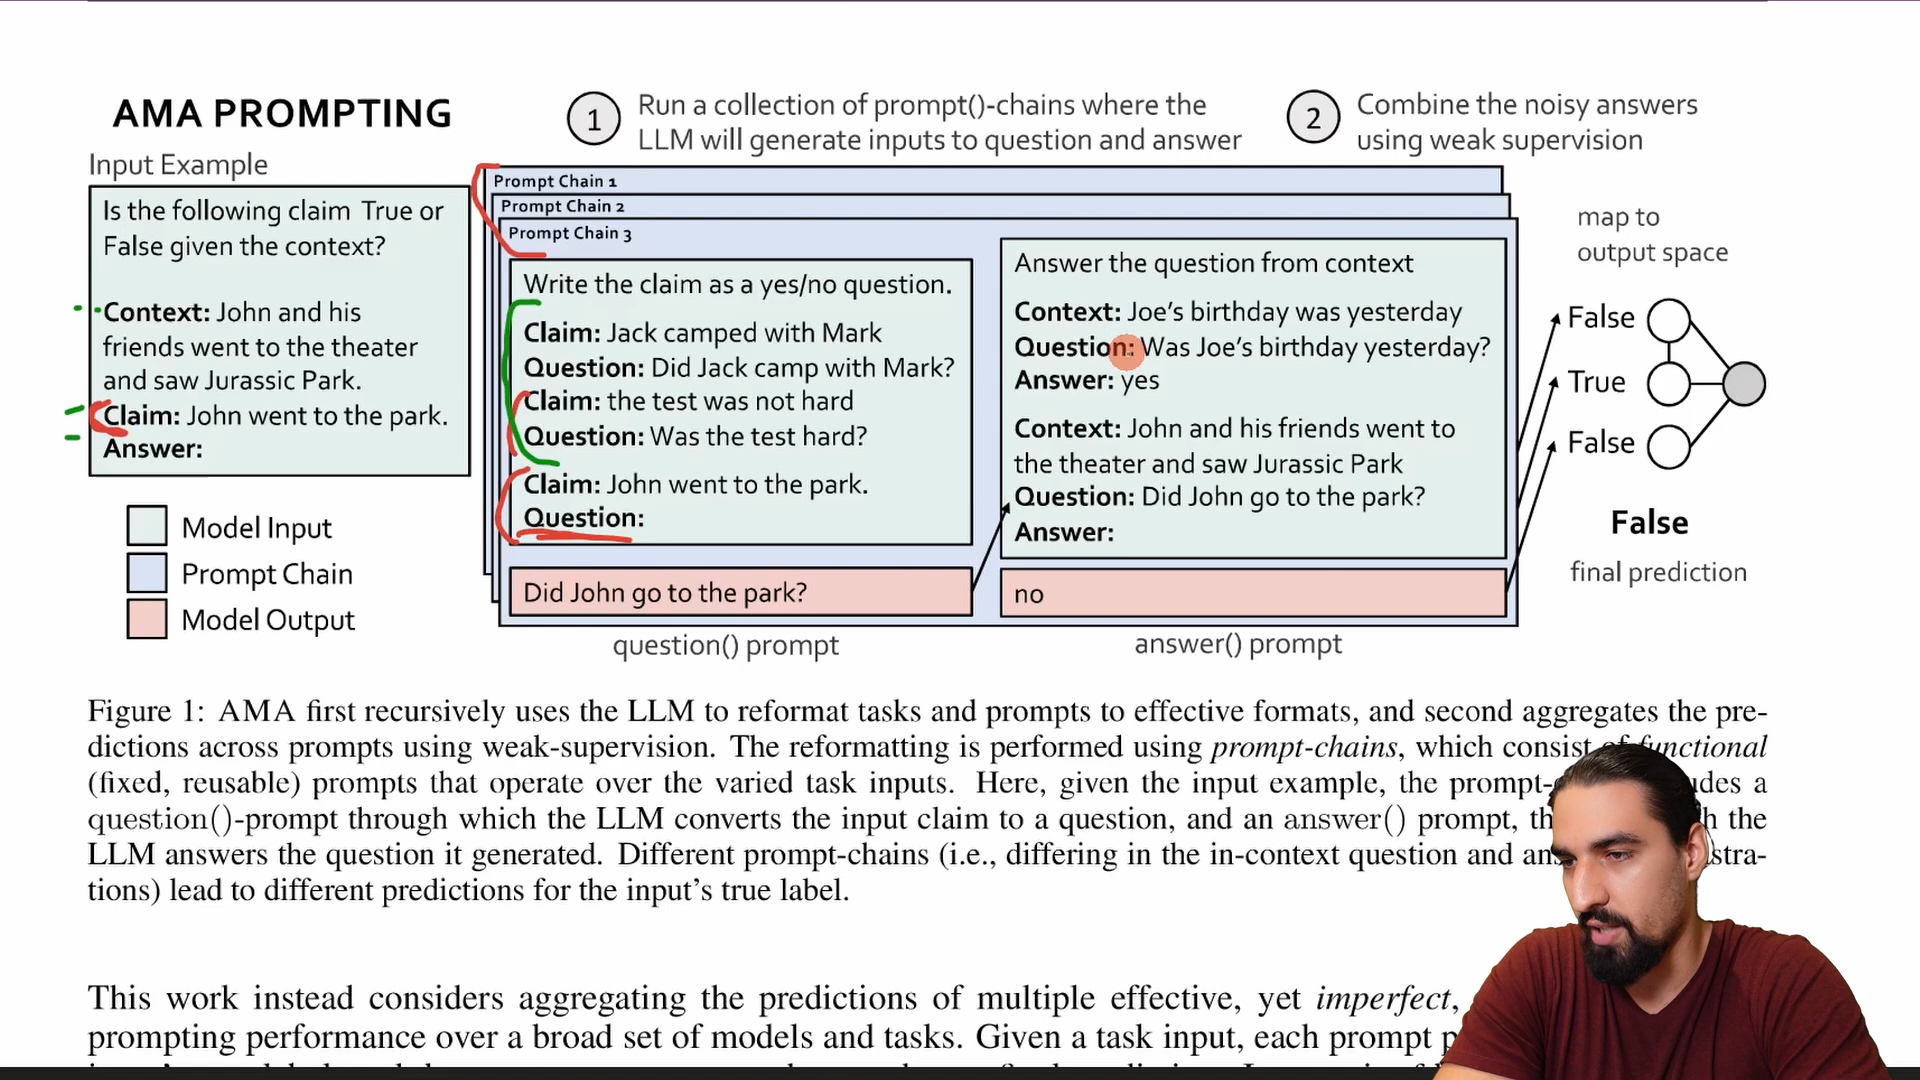 AMA PROMPTING
1 Run a collection of prompt()-chains where the
LLM will generate inputs to question and answer
2 Combine the noisy answers
using weak supervision
Input Example
Is the following claim True or
False given the context?
Context: John and his
friends went to the theater
and saw Jurassic Park.
Claim: John went to the park.
Answer:
Model Input
Prompt Chain
Model Output
Prompt Chain 1
Prompt Chain 2
Prompt Chain 3
Write the claim as a yes/no question.
Claim: Jack camped with Mark
Question: Did Jack camp with Mark?
Claim: the test was not hard
Question: Was the test hard?
Claim: John went to the park.
Question:
Did John go to the park?
question() prompt
Answer the question from context
Context: Joe's birthday was yesterday
Question: Was Joe's birthday yesterday?
Answer: yes
Context: John and his friends went to
the theater and saw Jurassic Park
Question: Did John go to the park?
Answer:
no
answer() prompt
map to
output space
False
True
False
False
final prediction
Figure 1: AMA first recursively uses the LLM to reformat tasks and prompts to effective formats, and second aggregates the pre-
dictions across prompts using weak-supervision. The reformatting is performed using prompt-chains, which consist of functional
(fixed, reusable) prompts that operate over the varied task inputs. Here, given the input example, the prompt- a
question()-prompt through which the LLM converts the input claim to a question, and an answer() prompt, the
LLM answers the question it generated. Different prompt-chains (i.e., differing in the in-context question and
tions) lead to different predictions for the input's true label.
This work instead considers aggregating the predictions of multiple effective, yet imperfect,
prompting performance over a broad set of models and tasks. Given a task input, each prompt